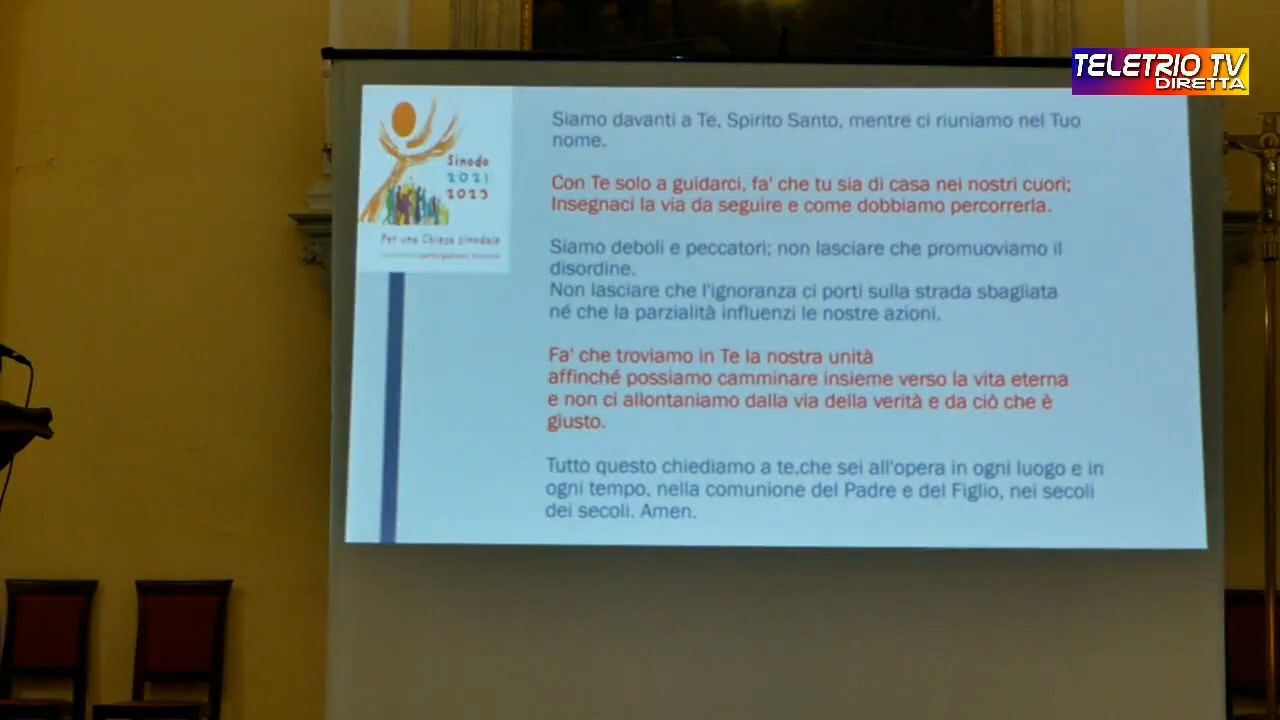 TELETRIO TV
DIRETTA
Sinodo
2021
2023
Per una Chiesa sinodale
Siamo davanti a Te, Spirito Santo, mentre ci riuniamo nel Tuo
nome.
Con Te solo a guidarci, fa' che tu sia di casa nei nostri cuori;
Insegnaci la via da seguire e come dobbiamo percorrerla.
Siamo deboli e peccatori; non lasciare che promuoviamo il
disordine.
Non lasciare che l'ignoranza ci porti sulla strada sbagliata
né che la parzialità influenzi le nostre azioni.
Fa' che troviamo in Te la nostra unità
affinché possiamo camminare insieme verso la vita eterna
e non ci allontaniamo dalla via della verità e da ciò che è
giusto.
Tutto questo chiediamo a te,che sei all'opera in ogni luogo e in
ogni tempo, nella comunione del Padre e del Figlio, nei secoli
dei secoli. Amen.